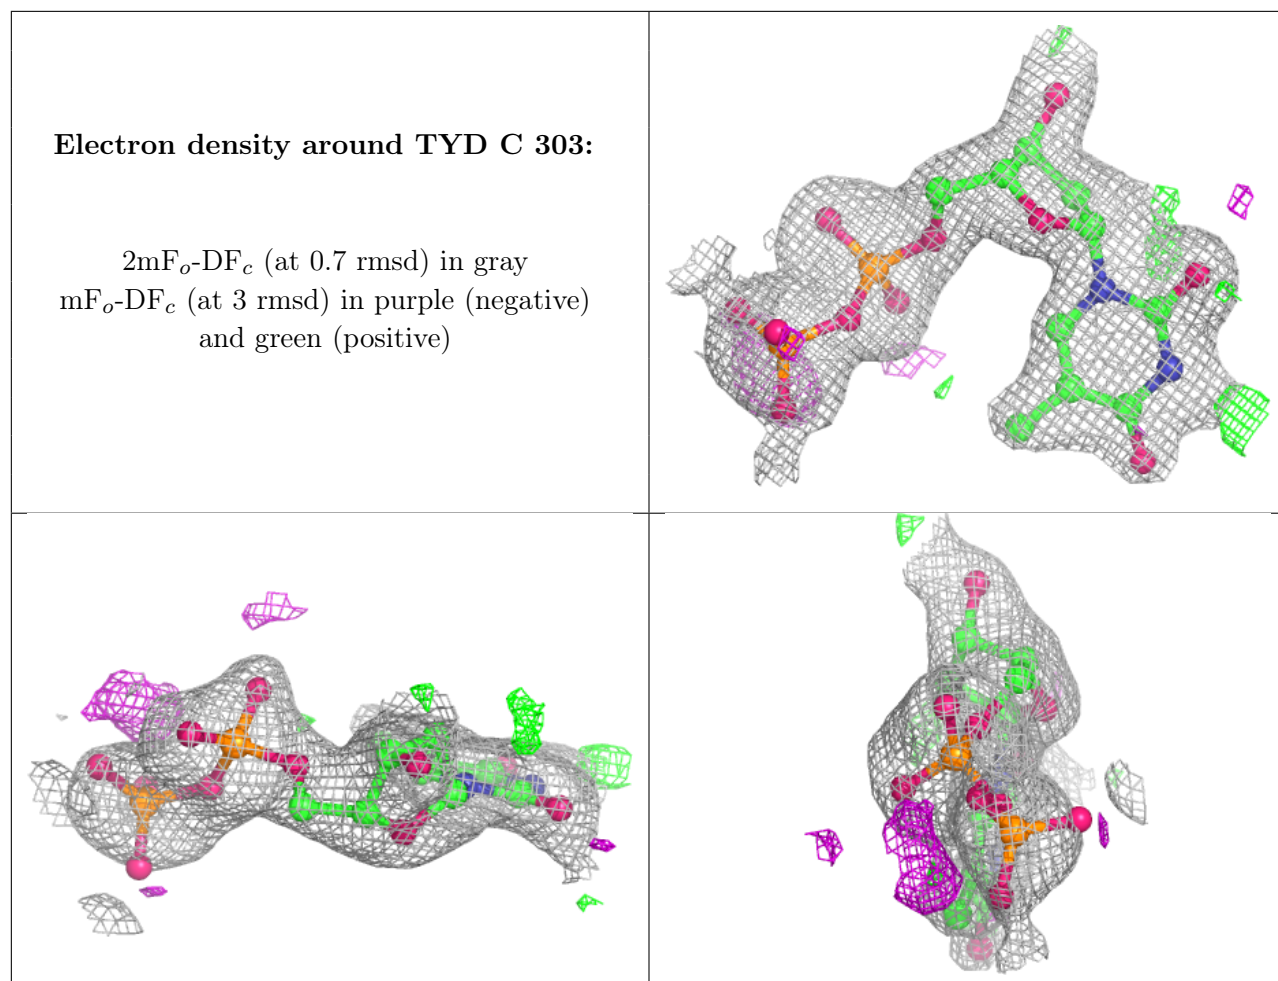 Electron density around TYD C 303:
2mFo-DFc (at 0.7 rmsd) in gray
mFo-DFc (at 3 rmsd) in purple (negative)
and green (positive)